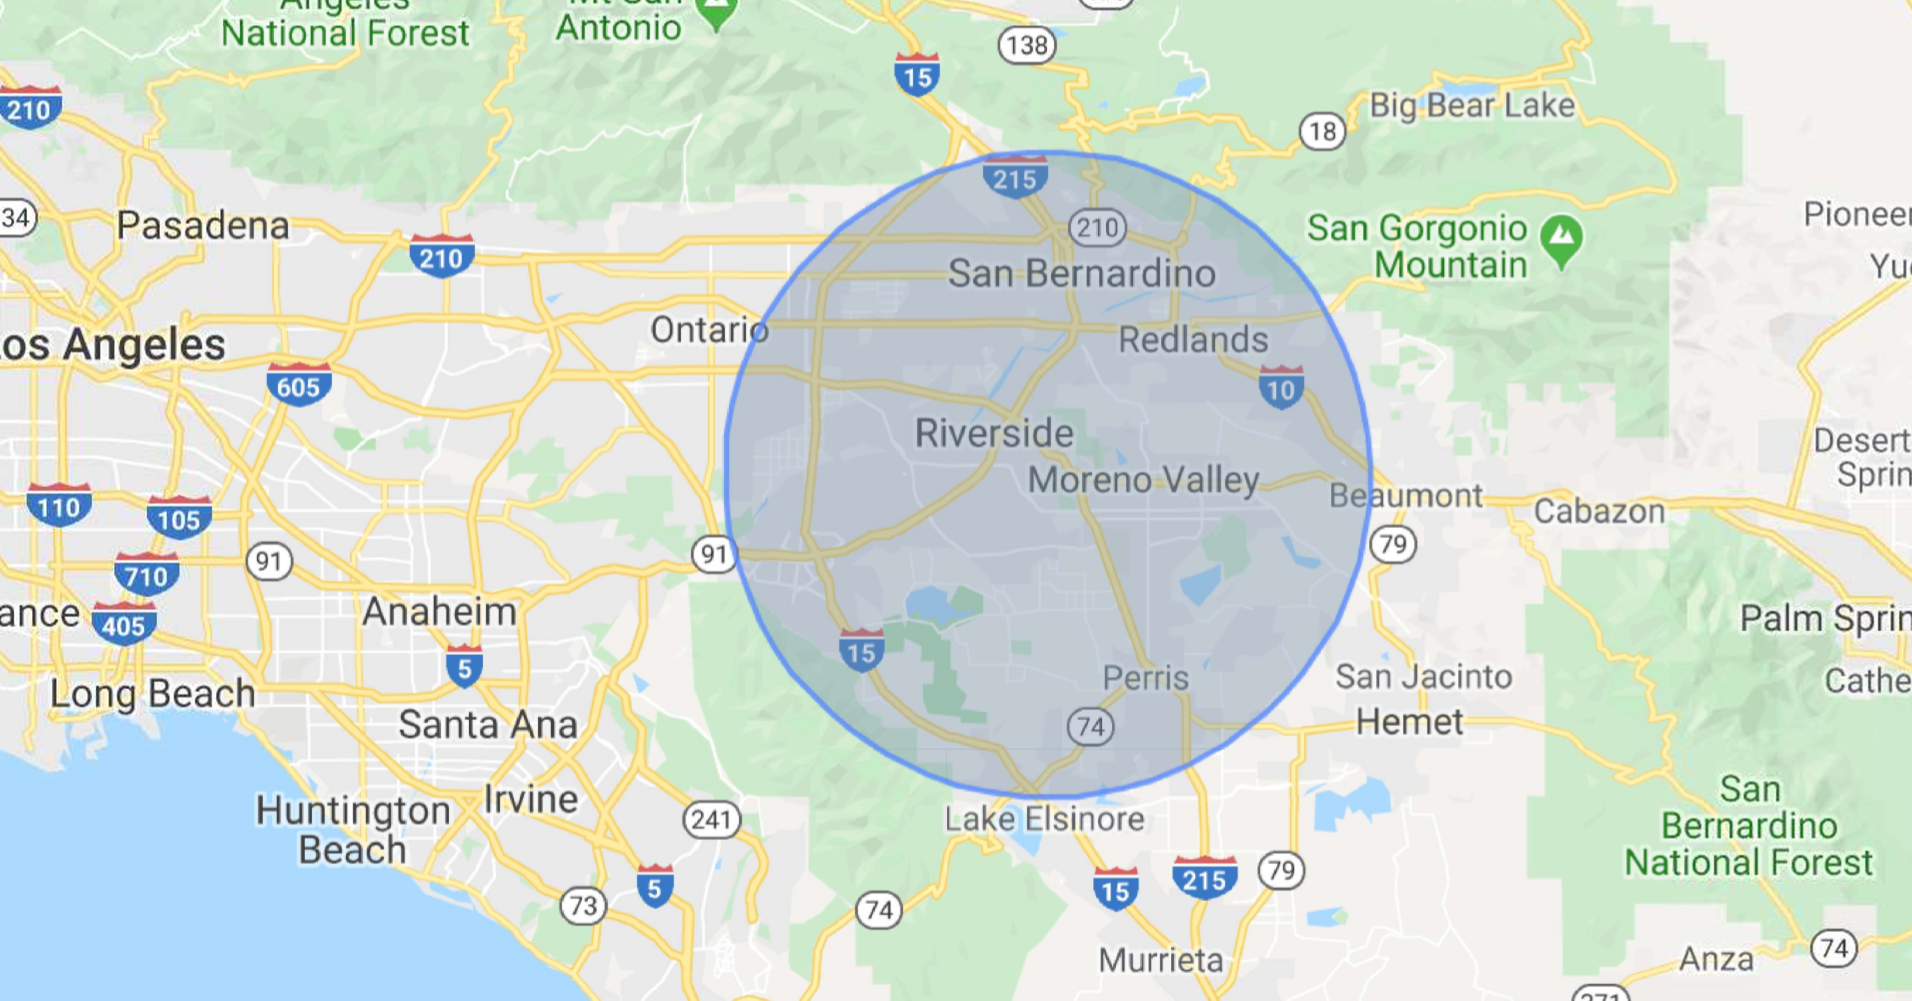 Angeles
National Forest
Mt San
Antonio
138
15
210
18
Big Bear Lake
215
34
Pasadena
210
210
San Gorgonio
Mountain
Pioneer
San Bernardino
Yu
Ontario
Redlands
os Angeles
605
10
Riverside
Moreno Valley
Desert
Sprin
Beaumont
Cabazon
110
105
91
91
79
710
ance
405
Anaheim
Palm Sprin
5
15
Perris
San Jacinto
Cathe
Long Beach
Santa Ana
74
Hemet
Huntington
Beach
Irvine
241
Lake Elsinore
San
Bernardino
National Forest
5
15
215
79
73
74
Murrieta
Anza
74
371